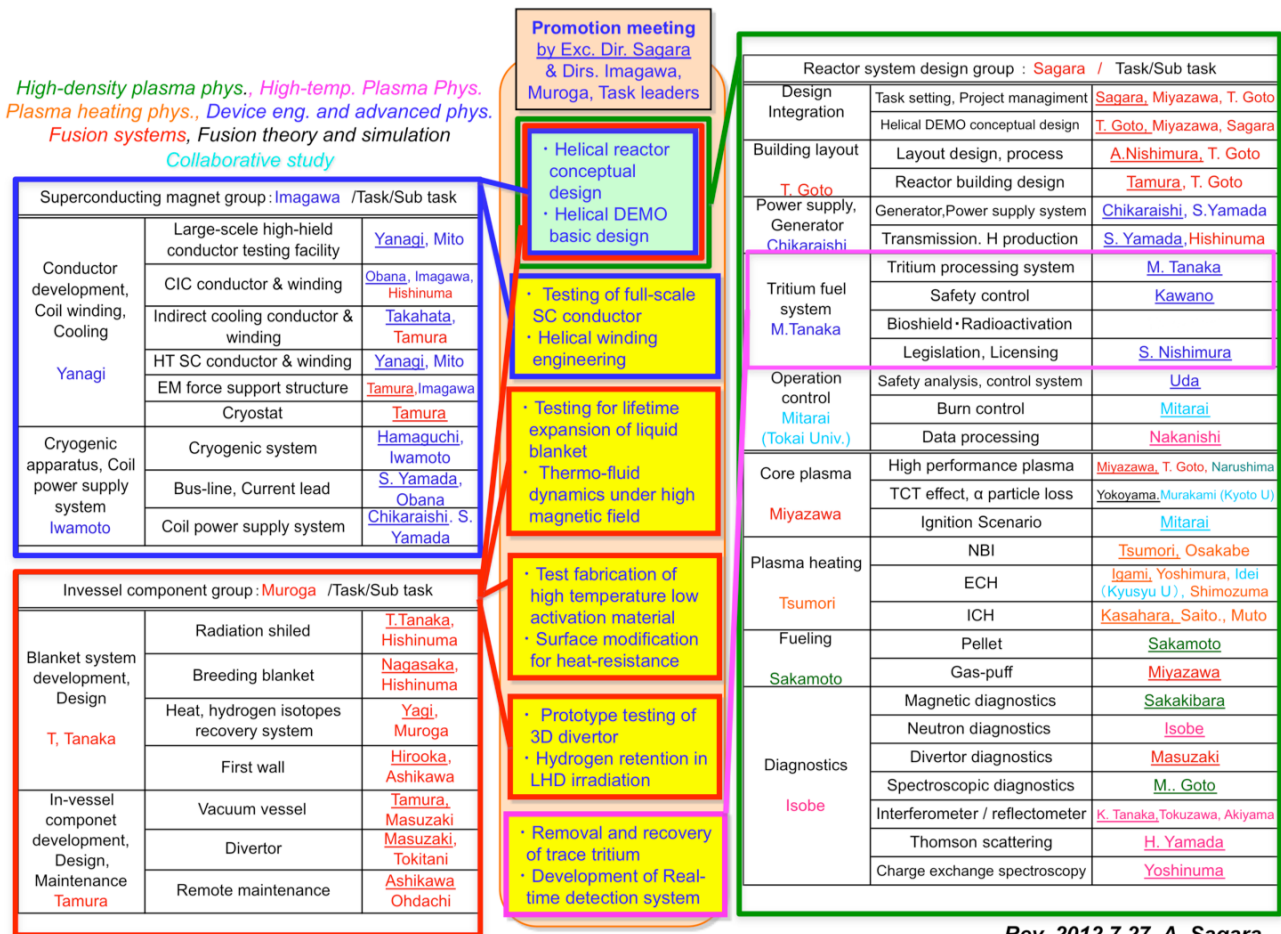 Promotion meeting
by Exc. Dir. Sagara
& Dirs. Imagawa,
Muroga, Task leaders
High-density plasma phys., High-temp. Plasma Phys.
Plasma heating phys., Device eng. and advanced phys.
Fusion systems, Fusion theory and simulation
Collaborative study
Superconducting magnet group:Imagawa /Task/Sub task
Conductor
development,
Coil winding,
Cooling
Yanagi
Large-scele high-hield
conductor testing facility
Yanagi, Mito
CIC conductor & winding
Obana, Imagawa,
Hishinuma
Indirect cooling conductor &
winding
Takahata,
Tamura
HT SC conductor & winding
Yanagi, Mito
EM force support structure
Tamura,Imagawa
Cryostat
Tamura
Cryogenic
apparatus, Coil
power supply
system
Iwamoto
Cryogenic system
Hamaguchi,
Iwamoto
Bus-line, Current lead
S. Yamada,
Obana
Coil power supply system
Chikaraishi. S.
Yamada
Invessel component group:Muroga /Task/Sub task
Blanket system
development,
Design
T, Tanaka
Radiation shiled
T.Tanaka,
Hishinuma
Breeding blanket
Nagasaka,
Hishinuma
Heat, hydrogen isotopes
recovery system
Yagi,
Muroga
First wall
Hirooka,
Ashikawa
In-vessel
componet
development,
Design,
Maintenance
Tamura
Vacuum vessel
Tamura,
Masuzaki
Divertor
Masuzaki,
Tokitani
Remote maintenance
Ashikawa
Ohdachi
・Helical reactor
conceptual
design
・Helical DEMO
basic design
・Testing of full-scale
SC conductor
・Helical winding
engineering
・Testing for lifetime
expansion of liquid
blanket
・Thermo-fluid
dynamics under high
magnetic field
・Test fabrication of
high temperature low
activation material
・Surface modification
for heat-resistance
・Prototype testing of
3D divertor
・Hydrogen retention in
LHD irradiation
・Removal and recovery
of trace tritium
・Development of Real-
time detection system
Reactor system design group : Sagara / Task/Sub task
Design
Integration
Task setting, Project managiment
Sagara, Miyazawa, T. Goto
Helical DEMO conceptual design
T. Goto, Miyazawa, Sagara
Building layout
T. Goto
Layout design, process
A.Nishimura, T. Goto
Reactor building design
Tamura, T. Goto
Power supply,
Generator
Chikaraishi
Generator,Power supply system
Chikaraishi, S.Yamada
Transmission. H production
S. Yamada,Hishinuma
Tritium fuel
system
M.Tanaka
Tritium processing system
M. Tanaka
Safety control
Kawano
Bioshield・Radioactivation
Legislation, Licensing
S. Nishimura
Operation
control
Mitarai
(Tokai Univ.)
Safety analysis, control system
Uda
Burn control
Mitarai
Data processing
Nakanishi
Core plasma
Miyazawa
High performance plasma
Miyazawa, T. Goto, Narushima
TCT effect, α particle loss
Yokoyama.Murakami (Kyoto U)
Ignition Scenario
Mitarai
Plasma heating
Tsumori
NBI
Tsumori, Osakabe
ECH
Igami, Yoshimura, Idei
(Kyusyu U), Shimozuma
ICH
Kasahara, Saito., Muto
Fueling
Sakamoto
Pellet
Sakamoto
Gas-puff
Miyazawa
Diagnostics
Isobe
Magnetic diagnostics
Sakakibara
Neutron diagnostics
Isobe
Divertor diagnostics
Masuzaki
Spectroscopic diagnostics
M.. Goto
Interferometer / reflectometer
K. Tanaka,Tokuzawa, Akiyama
Thomson scattering
H. Yamada
Charge exchange spectroscopy
Yoshinuma
Rev. 2012.7.27 A. Sagara